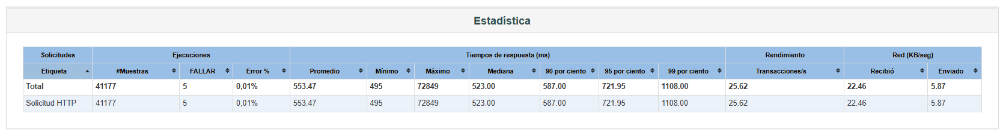 Estadística
Solicitudes Ejecuciones Tiempos de respuesta (ms) Rendimiento Red (KB/seg)
Etiqueta #Muestras FALLAR Error % Promedio Mínimo Máximo Mediana 90 por ciento 95 por ciento 99 por ciento Transacciones/s Recibió Enviado
Total 41177 5 0,01% 553.47 495 72849 523.00 587.00 721.95 1108.00 25.62 22.46 5.87
Solicitud HTTP 41177 5 0,01% 553.47 495 72849 523.00 587.00 721.95 1108.00 25.62 22.46 5.87